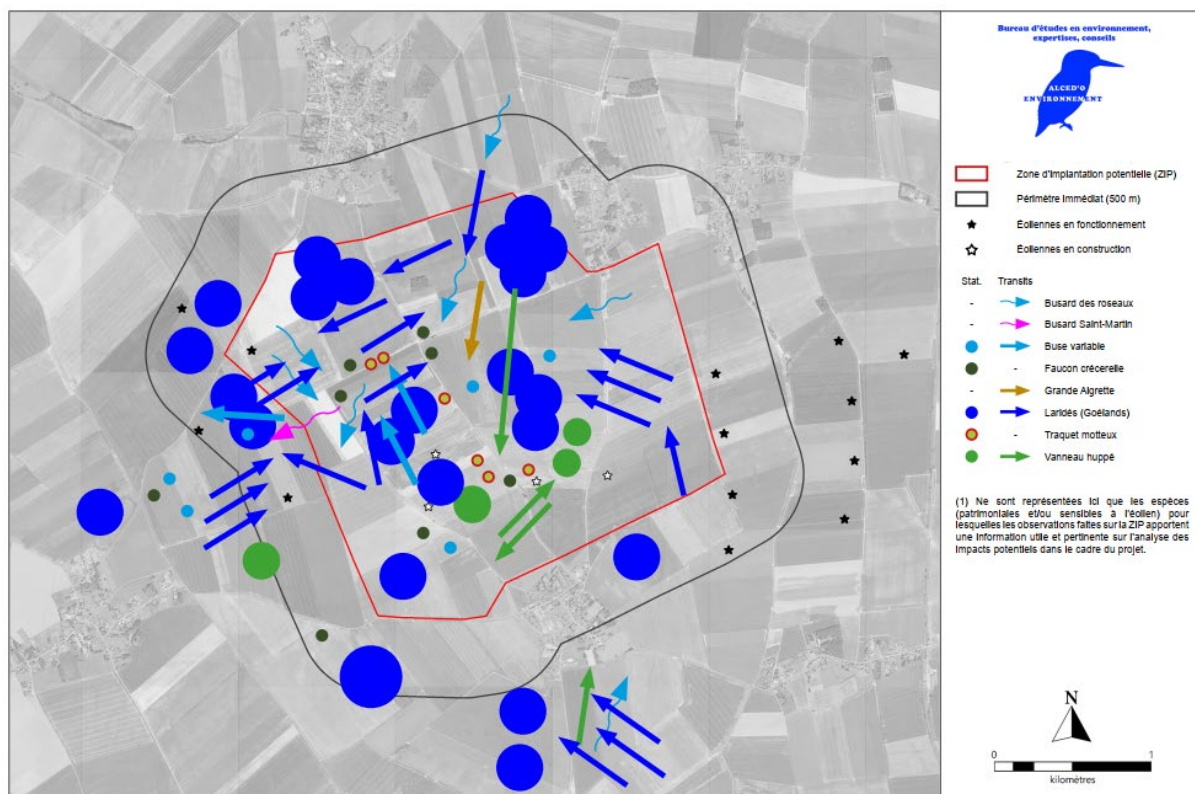 Bureau d'études en environnement,
expertises, conseils
ALCED'O
ENVIRONNEMENT
Zone d'Implantation potentielle (ZIP)
Périmètre Immédiat (500 m)
Éoliennes en fonctionnement
Éoliennes en construction
Stat. Transits
- Busard des roseaux
- Busard Saint-Martin
Buse variable
- Faucon crécerelle
- Grande Aigrette
Laridés (Goélands)
- Traquet motteux
Vanneau huppé
(1) Ne sont représentées ici que les espèces
(patrimoniales et/ou sensibles à l'éolien) pour
lesquelles les observations faites sur la ZIP apportent
une information utile et pertinente sur l'analyse des
impacts potentiels dans le cadre du projet.
N
0 1
kilomètres